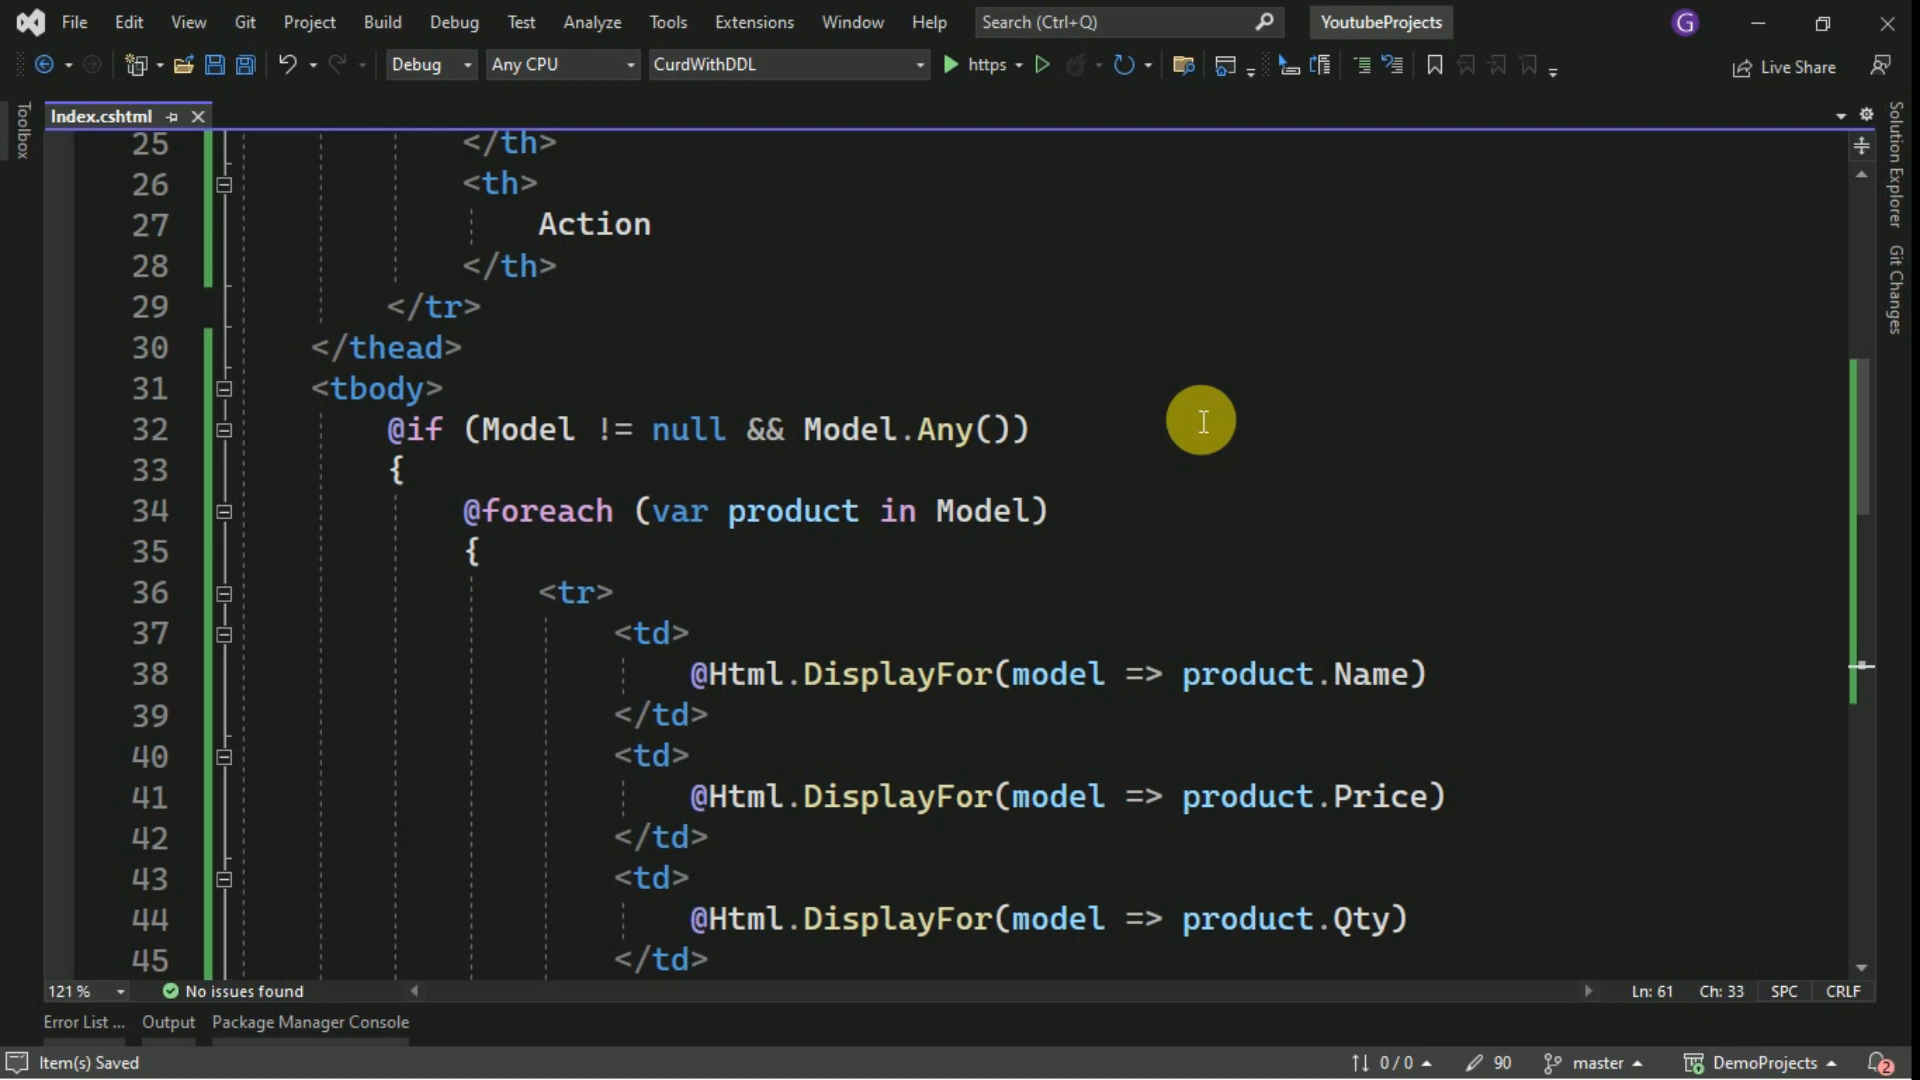 File Edit View Git Project Build Debug Test Analyze Tools Extensions Window Help Search (Ctrl+Q) YoutubeProjects G
Debug Any CPU CurdWithDDL https Live Share
Toolbox
Index.cshtml
Solution Explorer
Git Changes
25 </th>
26 <th>
27 Action
28 </th>
29 </tr>
30 </thead>
31 <tbody>
32 @if (Model != null && Model.Any())
33 {
34 @foreach (var product in Model)
35 {
36 <tr>
37 <td>
38 @Html.DisplayFor(model => product.Name)
39 </td>
40 <td>
41 @Html.DisplayFor(model => product.Price)
42 </td>
43 <td>
44 @Html.DisplayFor(model => product.Qty)
45 </td>
121 % No issues found Ln: 61 Ch: 33 SPC CRLF
Error List ... Output Package Manager Console
Item(s) Saved 0 / 0 90 master DemoProjects 2